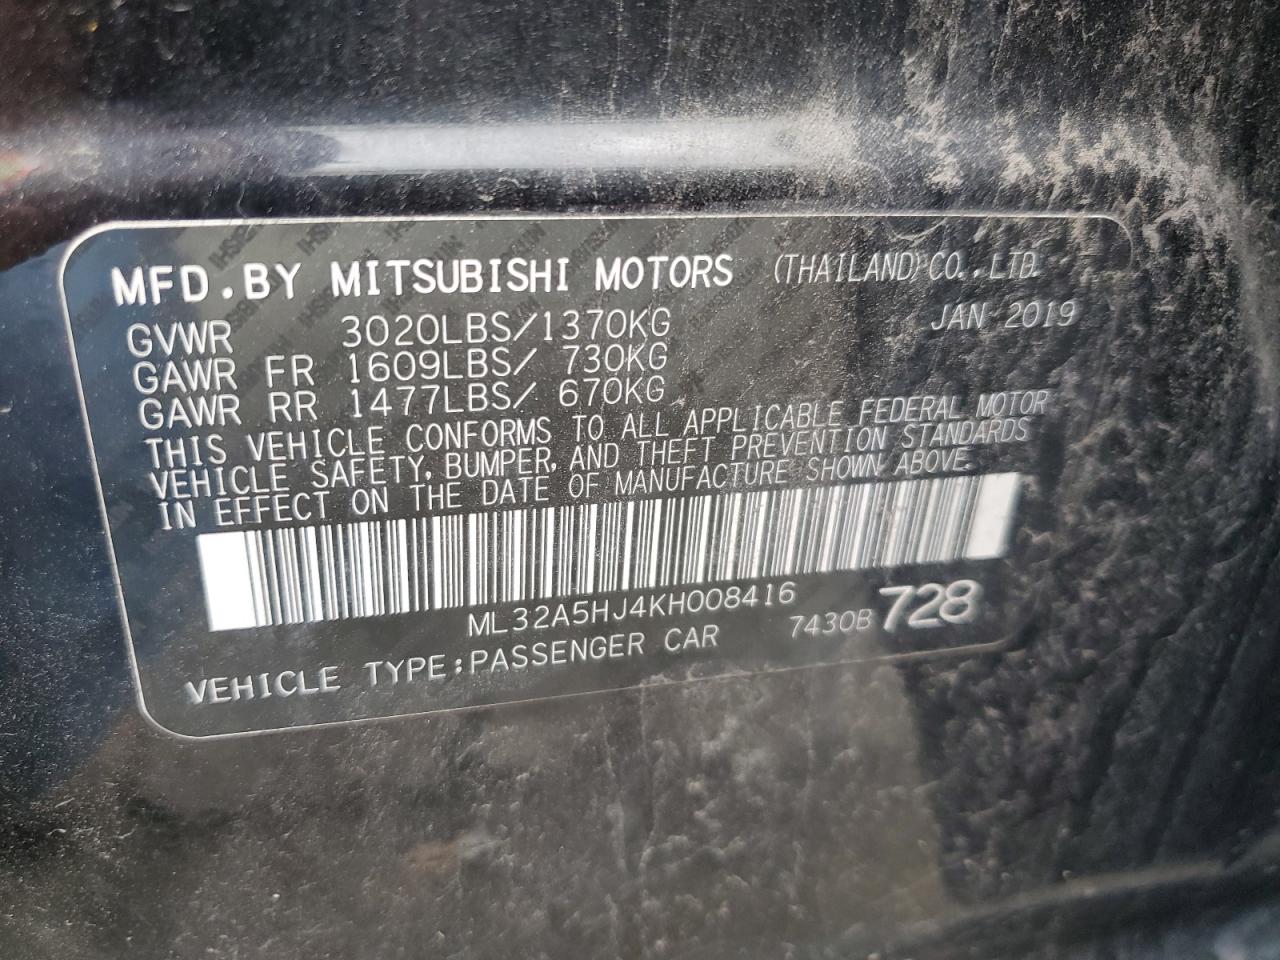 MFD.BY MITSUBISHI MOTORS (THAILAND)CO.,LTD.
GVWR 3020LBS/1370KG JAN 2019
GAWR FR 1609LBS/ 730KG
GAWR RR 1477LBS/ 670KG
THIS VEHICLE CONFORMS TO ALL APPLICABLE FEDERAL MOTOR
VEHICLE SAFETY, BUMPER, AND THEFT PREVENTION STANDARDS
IN EFFECT ON THE DATE OF MANUFACTURE SHOWN ABOVE.
ML32A5HJ4KH008416 7430B 728
VEHICLE TYPE:PASSENGER CAR